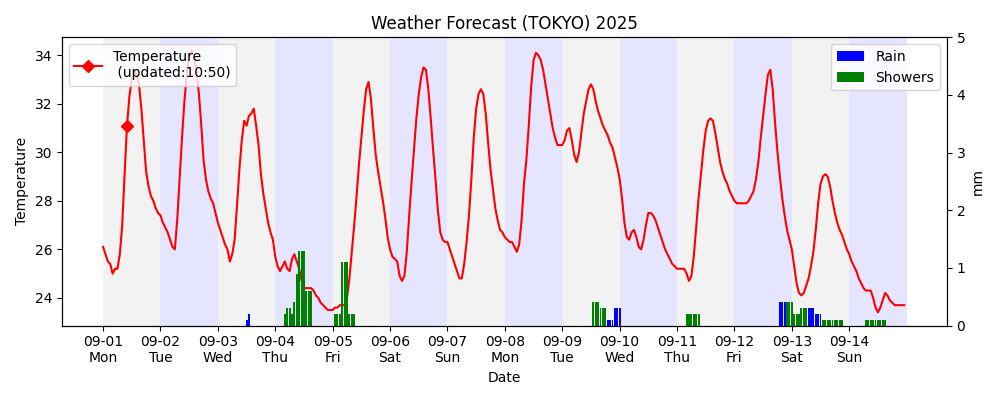 Weather Forecast (TOKYO) 2025
Temperature
(updated:10:50)
Rain
Showers
34
32
30
28
26
24
Temperature
5
4
3
2
1
0
mm
09-01 09-02 09-03 09-04 09-05 09-06 09-07 09-08 09-09 09-10 09-11 09-12 09-13 09-14
Mon Tue Wed Thu Fri Sat Sun Mon Tue Wed Thu Fri Sat Sun
Date